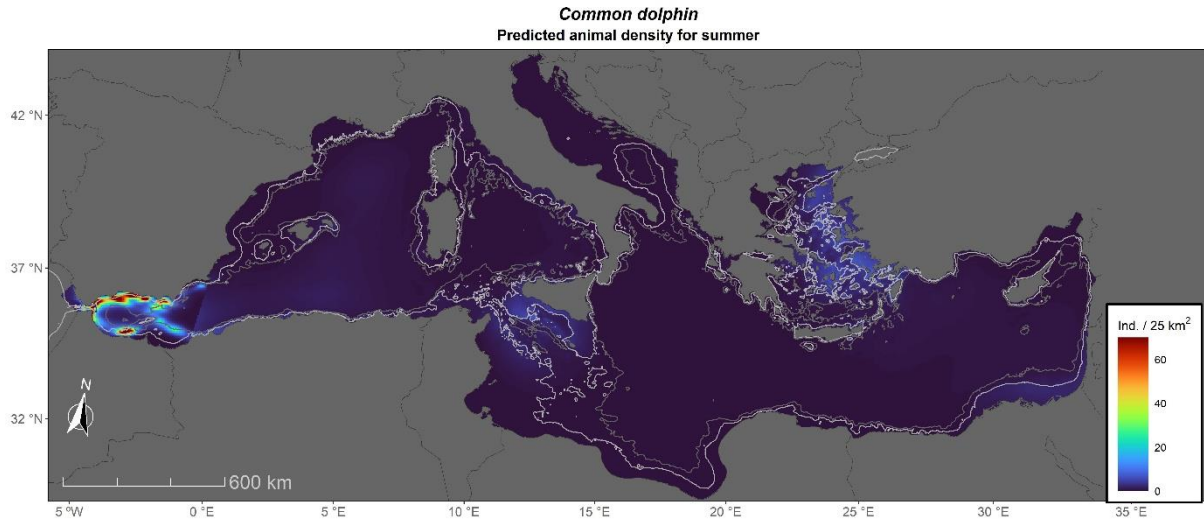 Common dolphin
Predicted animal density for summer
42 °N
37 °N
32 °N
N
600 km
5 °W
0 °E
5 °E
10 °E
15 °E
20 °E
25 °E
30 °E
35 °E
Ind. / 25 km²
60
40
20
0